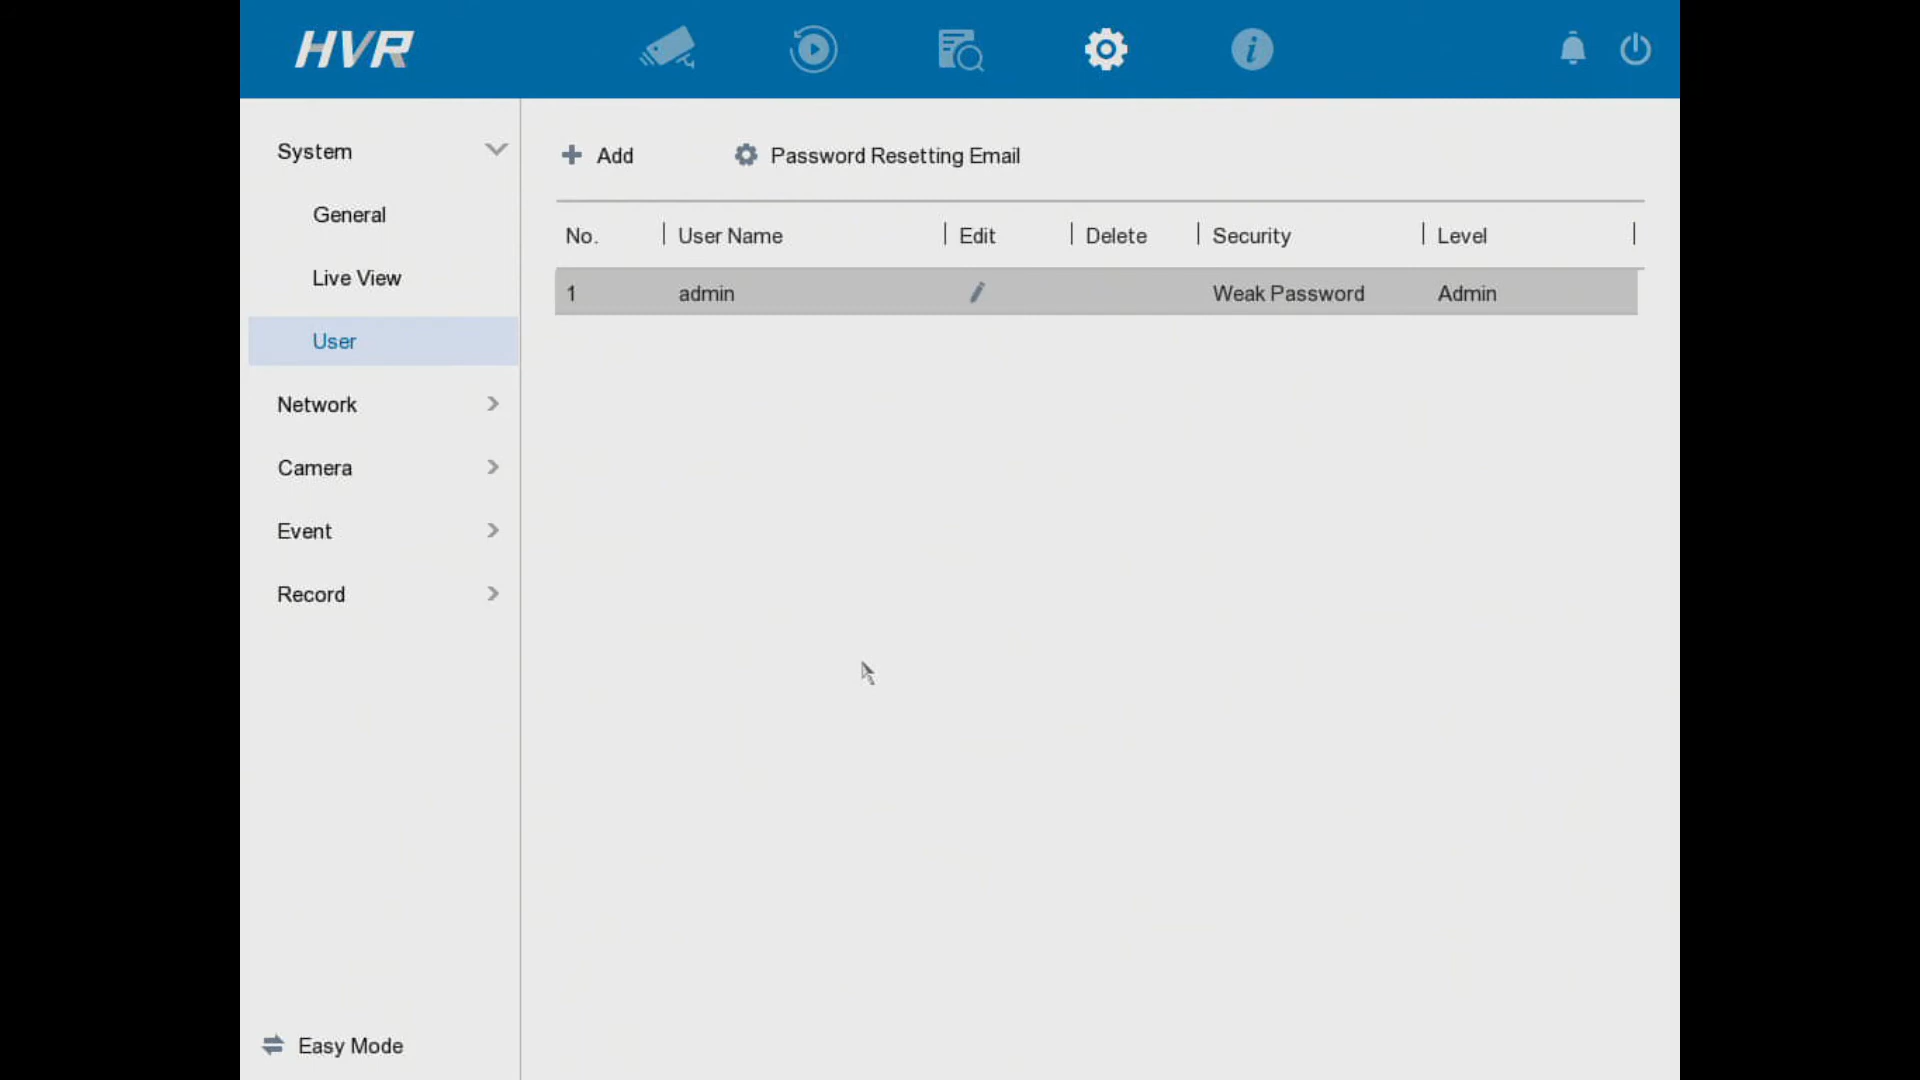 HVR
System
General
Live View
User
Network
Camera
Event
Record
Easy Mode
Add Password Resetting Email
No. User Name Edit Delete Security Level
1 admin Weak Password Admin